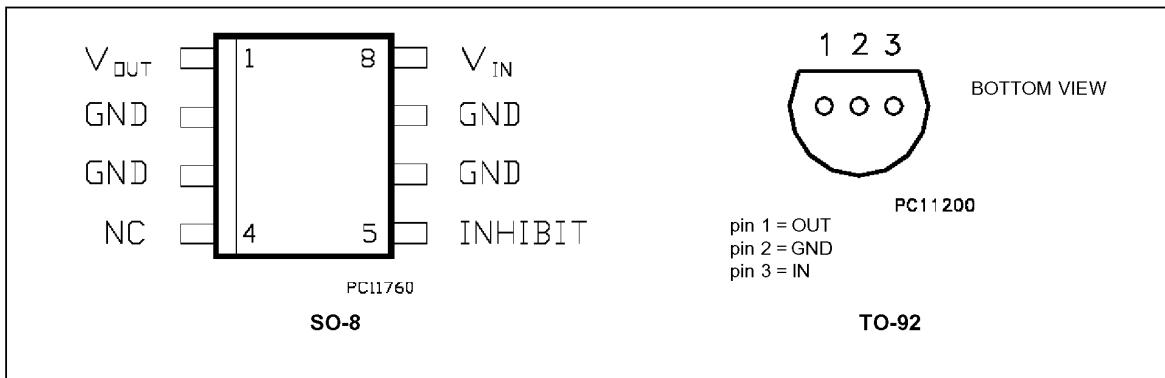 VOUT 1 8 VIN
GND GND
GND GND
NC 4 5 INHIBIT
PC11760
SO-8
1 2 3
BOTTOM VIEW
PC11200
pin 1 = OUT
pin 2 = GND
pin 3 = IN
TO-92